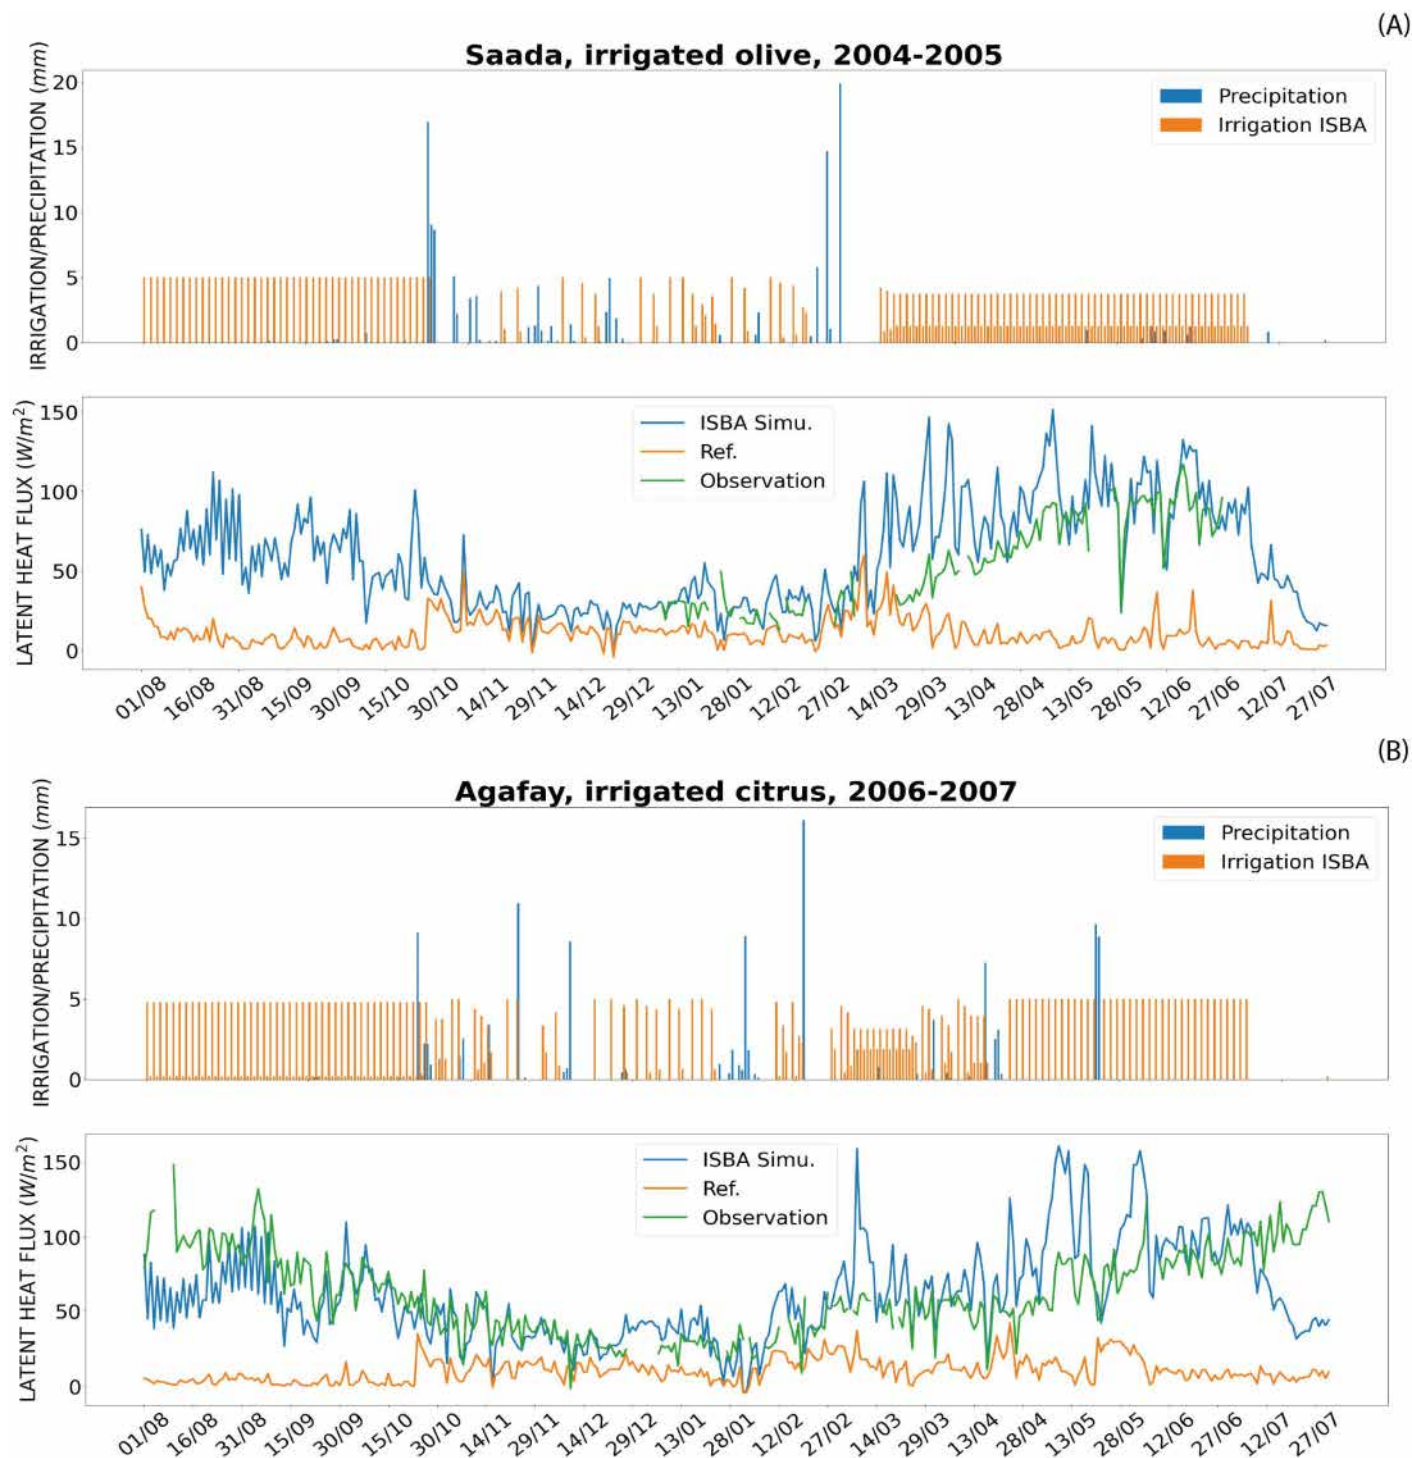 (A)
Saada, irrigated olive, 2004-2005
IRRIGATION/PRECIPITATION (mm)
20
15
10
5
0
Precipitation
Irrigation ISBA
LATENT HEAT FLUX (W/m²)
150
100
50
0
ISBA Simu.
Ref.
Observation
01/08 16/08 31/08 15/09 30/09 15/10 30/10 14/11 29/11 14/12 29/12 13/01 28/01 12/02 27/02 14/03 29/03 13/04 28/04 13/05 28/05 12/06 27/06 12/07 27/07
(B)
Agafay, irrigated citrus, 2006-2007
IRRIGATION/PRECIPITATION (mm)
15
10
5
0
Precipitation
Irrigation ISBA
LATENT HEAT FLUX (W/m²)
150
100
50
0
ISBA Simu.
Ref.
Observation
01/08 16/08 31/08 15/09 30/09 15/10 30/10 14/11 29/11 14/12 29/12 13/01 28/01 12/02 27/02 14/03 29/03 13/04 28/04 13/05 28/05 12/06 27/06 12/07 27/07